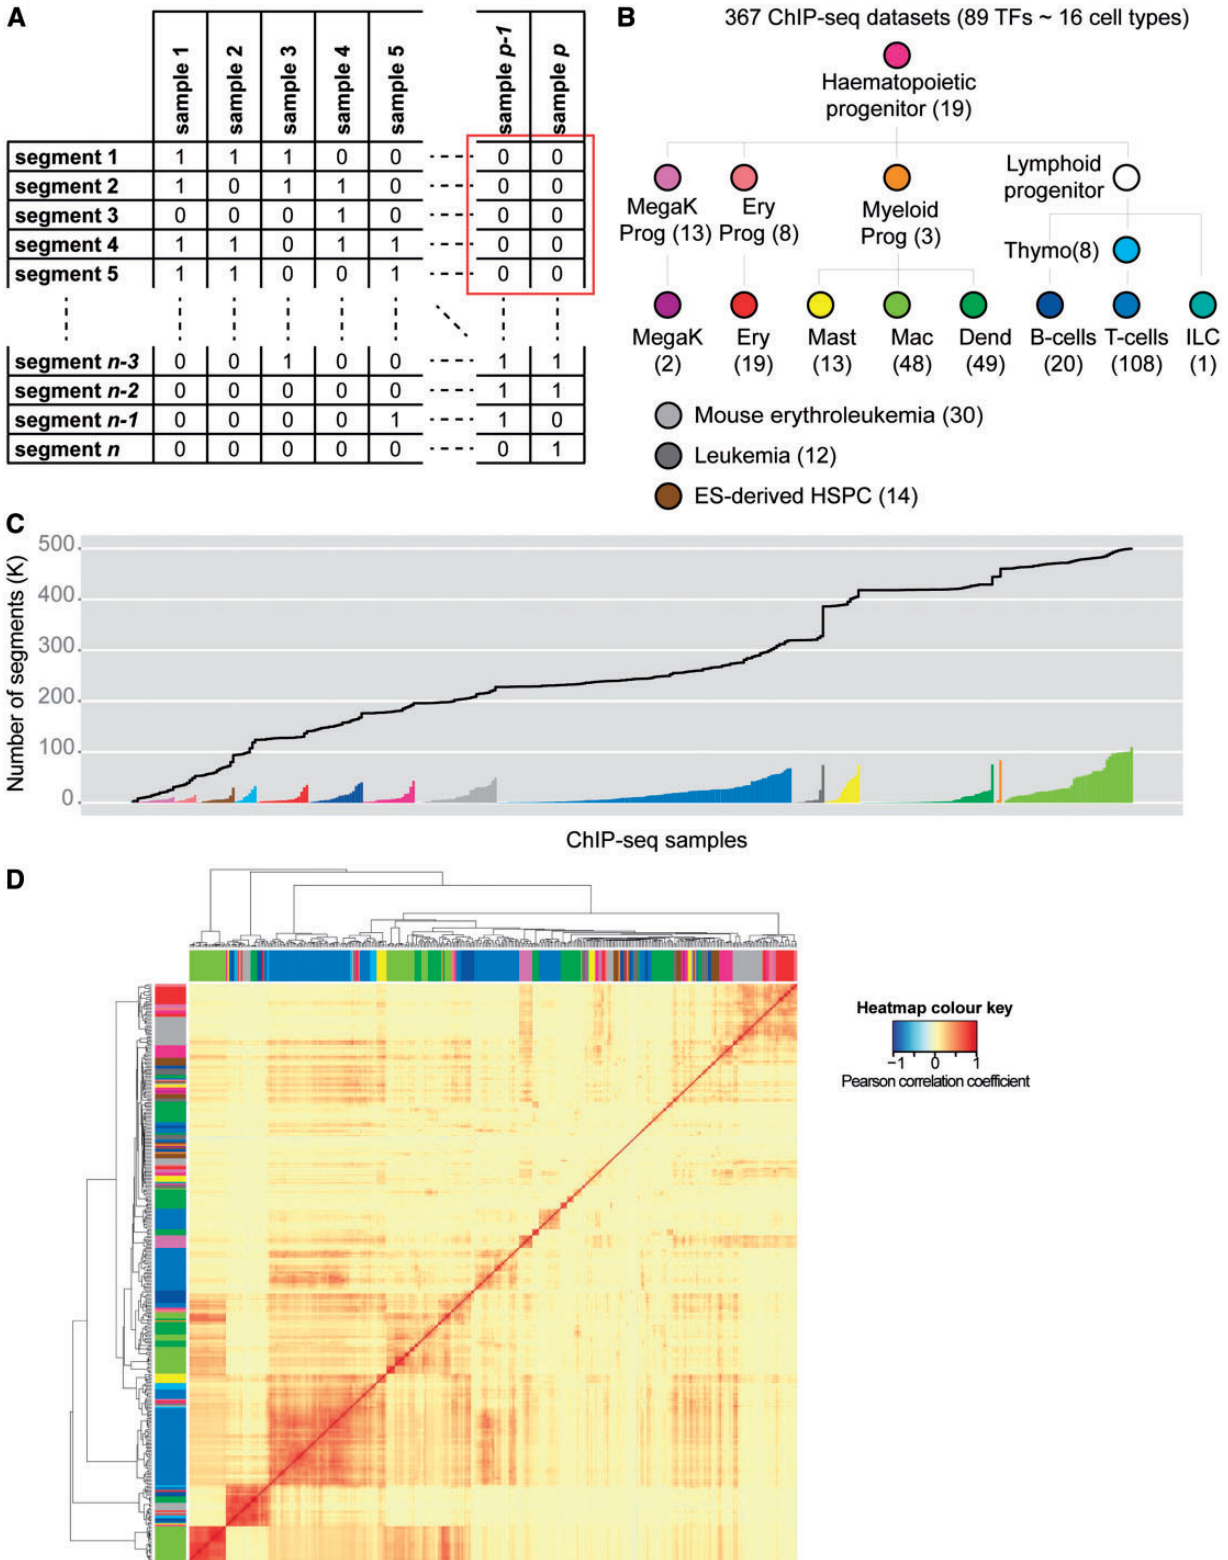 A
sample 1 sample 2 sample 3 sample 4 sample 5 sample p-1 sample p
segment 1 1 1 1 0 0 0 0
segment 2 1 0 1 1 0 0 0
segment 3 0 0 0 1 0 0 0
segment 4 1 1 0 1 1 0 0
segment 5 1 1 0 0 1 0 0
segment n-3 0 0 1 0 0 1 1
segment n-2 0 0 0 0 0 1 1
segment n-1 0 0 0 0 1 1 0
segment n 0 0 0 0 0 0 1
B
367 ChIP-seq datasets (89 TFs ~ 16 cell types)
Haematopoietic
progenitor (19)
MegaK
Prog (13)
Ery
Prog (8)
Myeloid
Prog (3)
Lymphoid
progenitor
Thymo(8)
MegaK
(2)
Ery
(19)
Mast
(13)
Mac
(48)
Dend
(49)
B-cells
(20)
T-cells
(108)
ILC
(1)
Mouse erythroleukemia (30)
Leukemia (12)
ES-derived HSPC (14)
C
Number of segments (K)
500
400
300
200
100
0
ChIP-seq samples
D
Heatmap colour key
−1 0 1
Pearson correlation coefficient